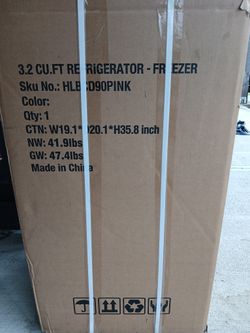 3.2 CU.FT REFRIGERATOR - FREEZER
Sku No.: HLBCD90PINK
Color:
Qty: 1
CTN: W19.1*D20.1*H35.8 inch
NW: 41.9lbs
GW: 47.4lbs
Made in China